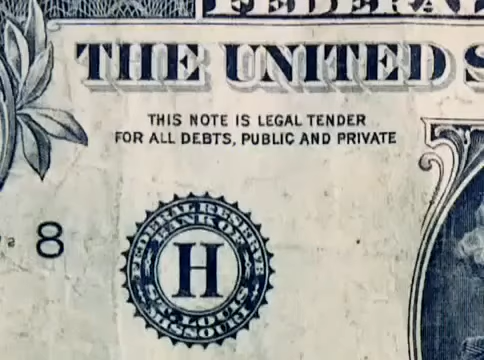 FEDERAL
THE UNITED S
THIS NOTE IS LEGAL TENDER
FOR ALL DEBTS, PUBLIC AND PRIVATE
8
FEDERAL RESERVE
BANK OF
H
ST. LOUIS
MISSOURI